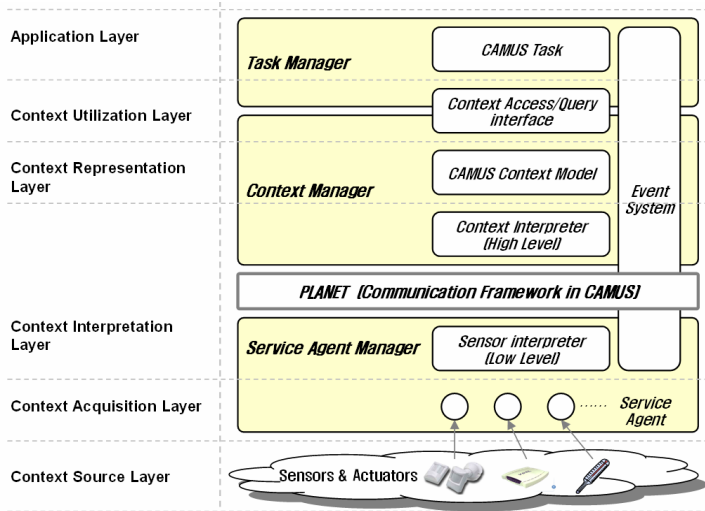 Application Layer
Task Manager
CAMUS Task
Context Utilization Layer
Context Access/Query
interface
Context Representation
Layer
Context Manager
CAMUS Context Model
Event
System
Context Interpreter
(High Level)
PLANET (Communication Framework in CAMUS)
Context Interpretation
Layer
Service Agent Manager
Sensor interpreter
(Low Level)
Context Acquisition Layer
...... Service
Agent
Context Source Layer
Sensors & Actuators